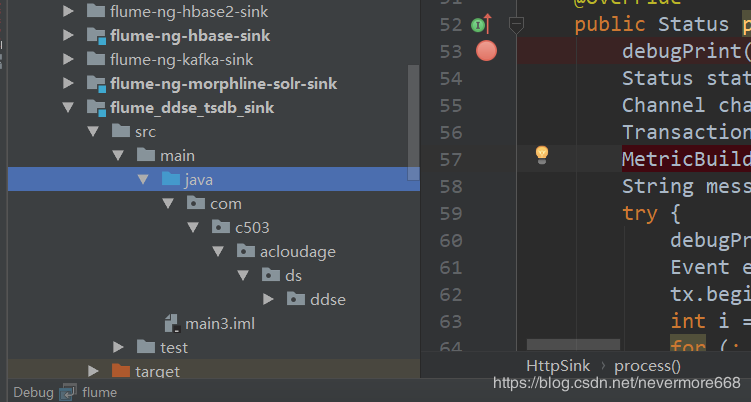 flume-ng-hbase2-sink
flume-ng-hbase-sink
flume-ng-kafka-sink
flume-ng-morphline-solr-sink
flume_ddse_tsdb_sink
src
main
java
com
c503
acloudage
ds
ddse
main3.iml
test
target
52 public Status p
53 debugPrint(
54 Status stat
55 Channel cha
56 Transaction
57 MetricBuild
58 String mess
59 try {
60 debugPr
61 Event e
62 tx.begi
63 int i =
64 for (;
HttpSink › process()
Debug flume
https://blog.csdn.net/nevermore668